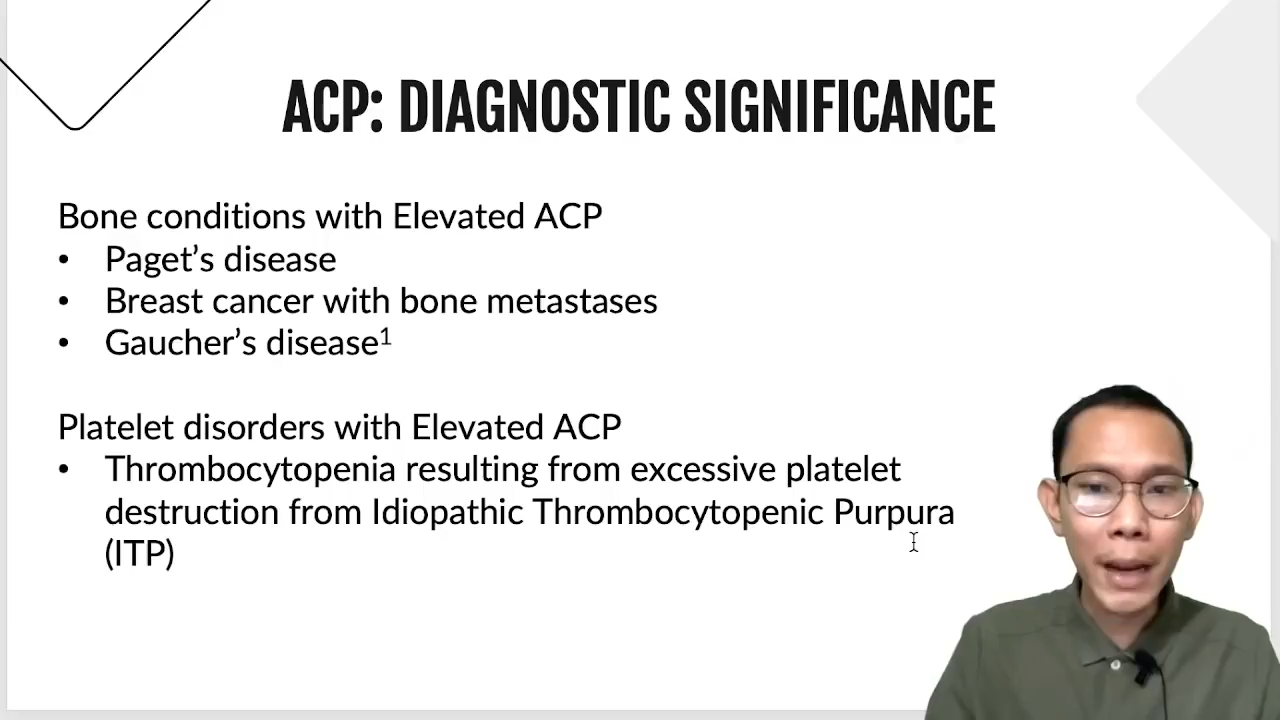 ACP: DIAGNOSTIC SIGNIFICANCE
Bone conditions with Elevated ACP
• Paget’s disease
• Breast cancer with bone metastases
• Gaucher’s disease¹
Platelet disorders with Elevated ACP
• Thrombocytopenia resulting from excessive platelet
destruction from Idiopathic Thrombocytopenic Purpura
(ITP)